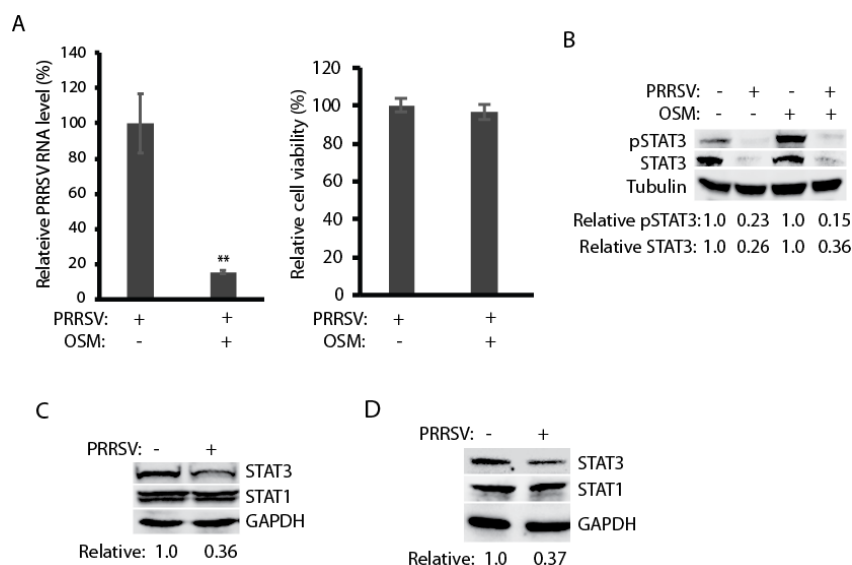 A
Relateive PRRSV RNA level (%)
140
120
100
80
60
40
20
0
**
PRRSV: + +
OSM: - +
Relative cell viability (%)
120
100
80
60
40
20
0
PRRSV: + +
OSM: - +
B
PRRSV: - + - +
OSM: - - + +
pSTAT3
STAT3
Tubulin
Relative pSTAT3: 1.0 0.23 1.0 0.15
Relative STAT3: 1.0 0.26 1.0 0.36
C
PRRSV: - +
STAT3
STAT1
GAPDH
Relative: 1.0 0.36
D
PRRSV: - +
STAT3
STAT1
GAPDH
Relative: 1.0 0.37